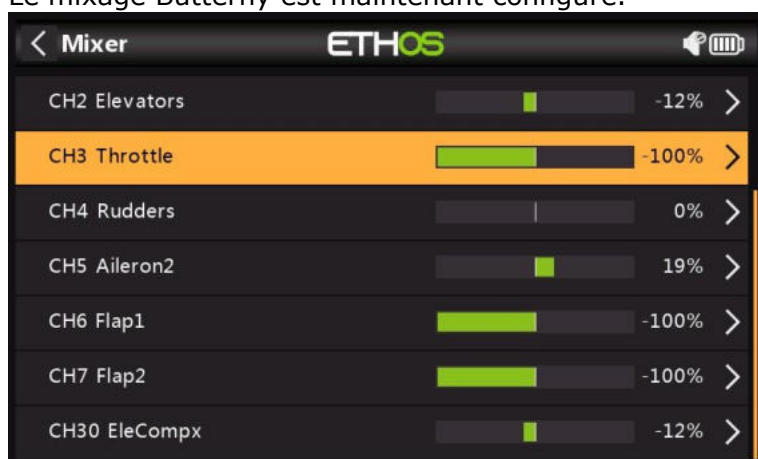 Le mixage Butterfly est maintenant configuré.
Mixer ETHOS
CH2 Elevators -12%
CH3 Throttle -100%
CH4 Rudders 0%
CH5 Aileron2 19%
CH6 Flap1 -100%
CH7 Flap2 -100%
CH30 EleCompx -12%